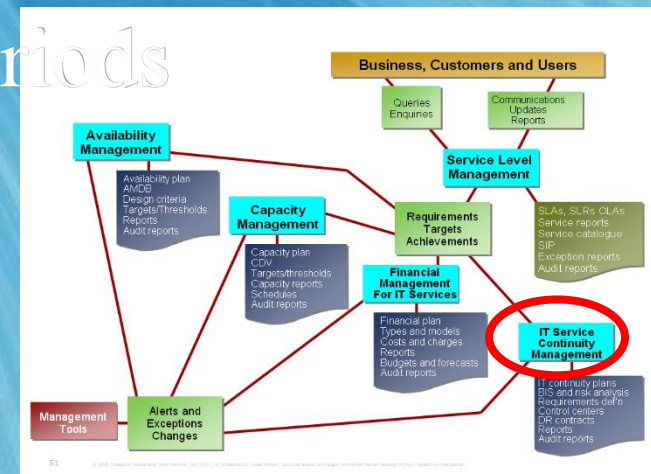 riods
Business, Customers and Users
Queries
Enquiries
Communications
Updates
Reports
Availability
Management
Service Level
Management
Availability plan
AMDB
Design criteria
Targets/Thresholds
Reports
Audit reports
Capacity
Management
Requirements
Targets
Achievements
SLAs, SLRs OLAs
Service reports
Service catalogue
SIP
Exception reports
Audit reports
Capacity plan
CDV
Targets/thresholds
Capacity reports
Schedules
Audit reports
Financial
Management
For IT Services
Financial plan
Types and models
Costs and charges
Reports
Budgets and forecasts
Audit reports
IT Service
Continuity
Management
IT continuity plans
BIS and risk analysis
Requirements def'n
Control centers
DR contracts
Reports
Audit reports
Management
Tools
Alerts and
Exceptions
Changes
51